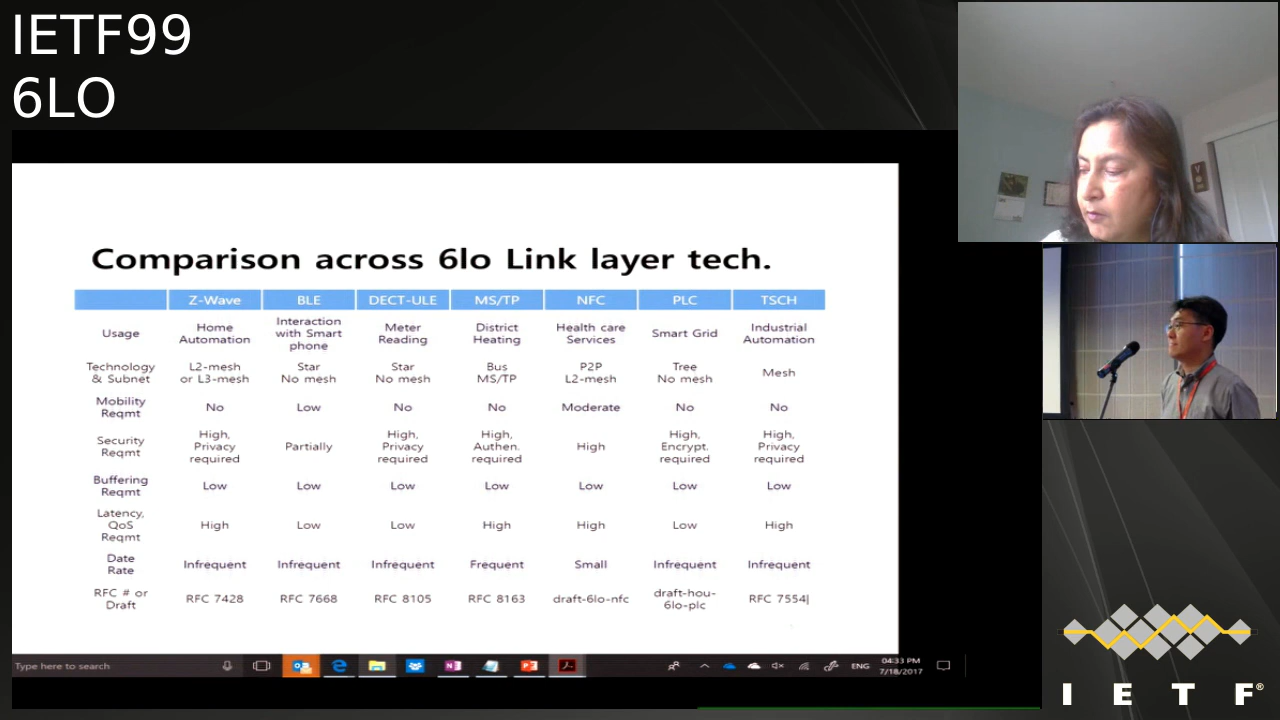 IETF99
6LO
Comparison across 6lo Link layer tech.
Z-Wave BLE DECT-ULE MS/TP NFC PLC TSCH
Usage Home Automation Interaction with Smart phone Meter Reading District Heating Health care Services Smart Grid Industrial Automation
Technology & Subnet L2-mesh or L3-mesh Star No mesh Star No mesh Bus MS/TP P2P L2-mesh Tree No mesh Mesh
Mobility Reqmt No Low No No Moderate No No
Security Reqmt High, Privacy required Partially High, Privacy required High, Authen. required High High, Encrypt. required High, Privacy required
Buffering Reqmt Low Low Low Low Low Low Low
Latency, QoS Reqmt High Low Low High High Low High
Date Rate Infrequent Infrequent Infrequent Frequent Small Infrequent Infrequent
RFC # or Draft RFC 7428 RFC 7668 RFC 8105 RFC 8163 draft-6lo-nfc draft-hou-6lo-plc RFC 7554
Type here to search
ENG
04:33 PM
7/18/2017
I E T F®